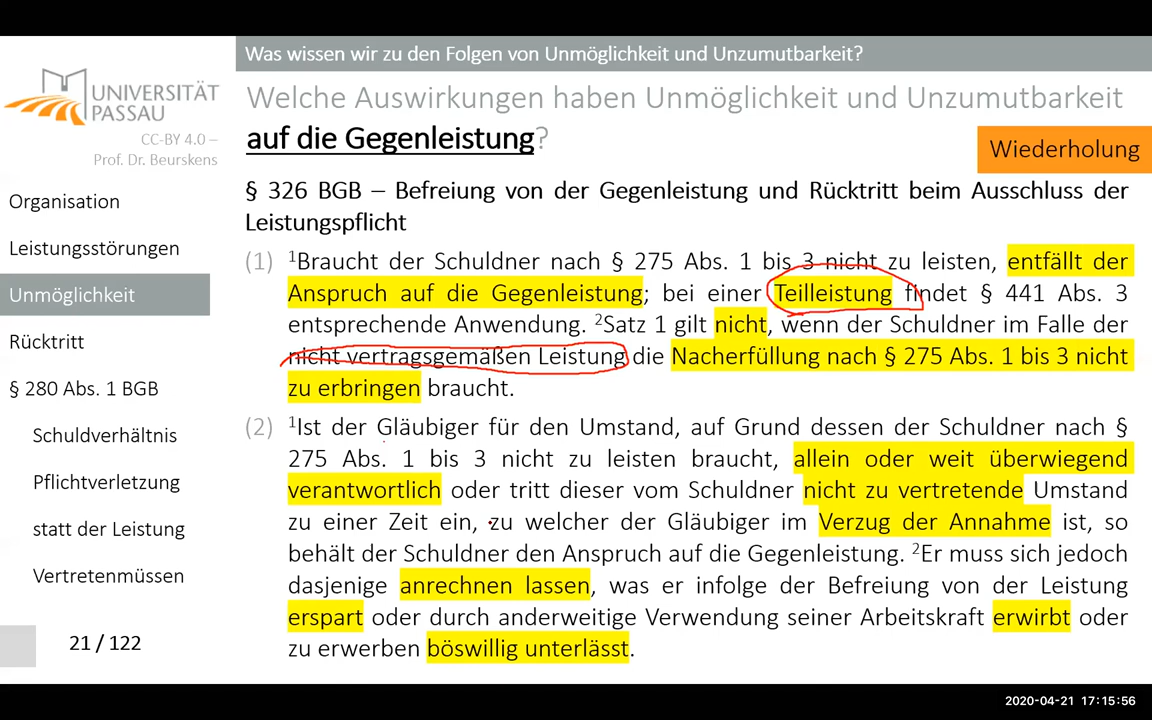 Was wissen wir zu den Folgen von Unmöglichkeit und Unzumutbarkeit?
UNIVERSITÄT
PASSAU
CC-BY 4.0 –
Prof. Dr. Beurskens
Organisation
Leistungsstörungen
Unmöglichkeit
Rücktritt
§ 280 Abs. 1 BGB
Schuldverhältnis
Pflichtverletzung
statt der Leistung
Vertretenmüssen
21 / 122
Welche Auswirkungen haben Unmöglichkeit und Unzumutbarkeit
auf die Gegenleistung?
Wiederholung
§ 326 BGB – Befreiung von der Gegenleistung und Rücktritt beim Ausschluss der
Leistungspflicht
(1) ¹Braucht der Schuldner nach § 275 Abs. 1 bis 3 nicht zu leisten, entfällt der
Anspruch auf die Gegenleistung; bei einer Teilleistung findet § 441 Abs. 3
entsprechende Anwendung. ²Satz 1 gilt nicht, wenn der Schuldner im Falle der
nicht vertragsgemäßen Leistung die Nacherfüllung nach § 275 Abs. 1 bis 3 nicht
zu erbringen braucht.
(2) ¹Ist der Gläubiger für den Umstand, auf Grund dessen der Schuldner nach §
275 Abs. 1 bis 3 nicht zu leisten braucht, allein oder weit überwiegend
verantwortlich oder tritt dieser vom Schuldner nicht zu vertretende Umstand
zu einer Zeit ein, zu welcher der Gläubiger im Verzug der Annahme ist, so
behält der Schuldner den Anspruch auf die Gegenleistung. ²Er muss sich jedoch
dasjenige anrechnen lassen, was er infolge der Befreiung von der Leistung
erspart oder durch anderweitige Verwendung seiner Arbeitskraft erwirbt oder
zu erwerben böswillig unterlässt.
2020-04-21 17:15:56